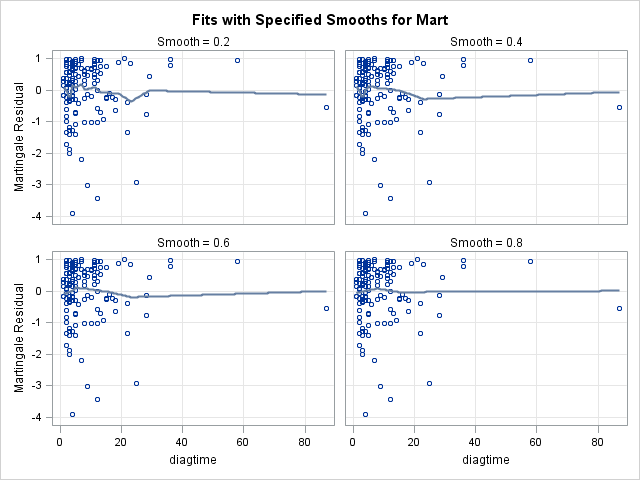 Fits with Specified Smooths for Mart
Smooth = 0.2
Smooth = 0.4
1
0
-1
-2
-3
-4
Martingale Residual
Smooth = 0.6
Smooth = 0.8
1
0
-1
-2
-3
-4
Martingale Residual
0 20 40 60 80
0 20 40 60 80
diagtime
diagtime